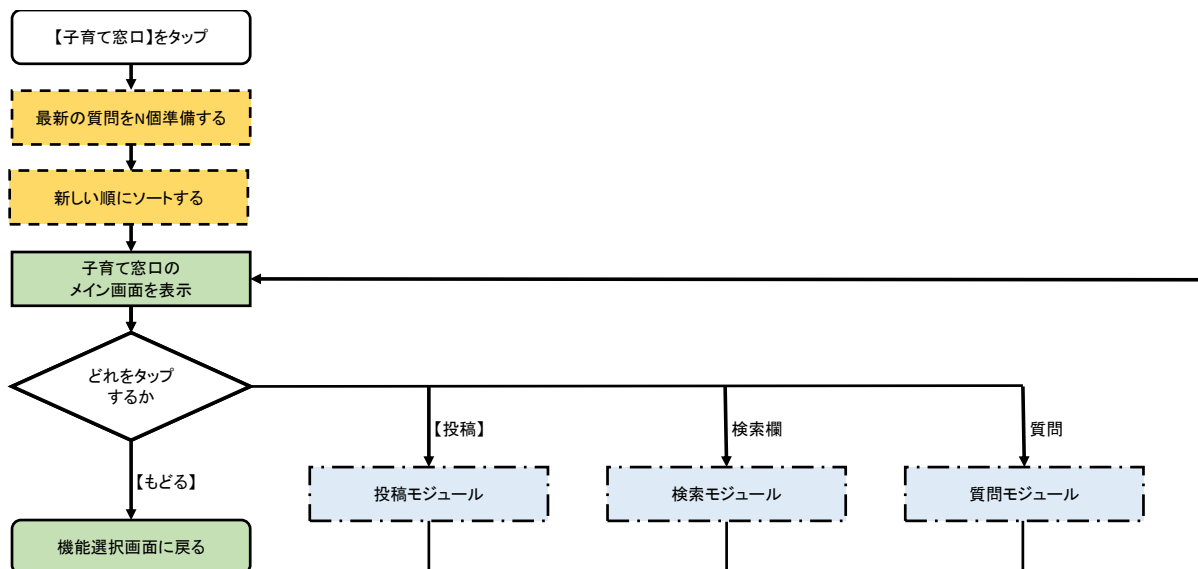 【子育て窓口】をタップ
最新の質問をN個準備する
新しい順にソートする
子育て窓口の
メイン画面を表示
どれをタップ
するか
【投稿】
検索欄
質問
【もどる】
投稿モジュール
検索モジュール
質問モジュール
機能選択画面に戻る